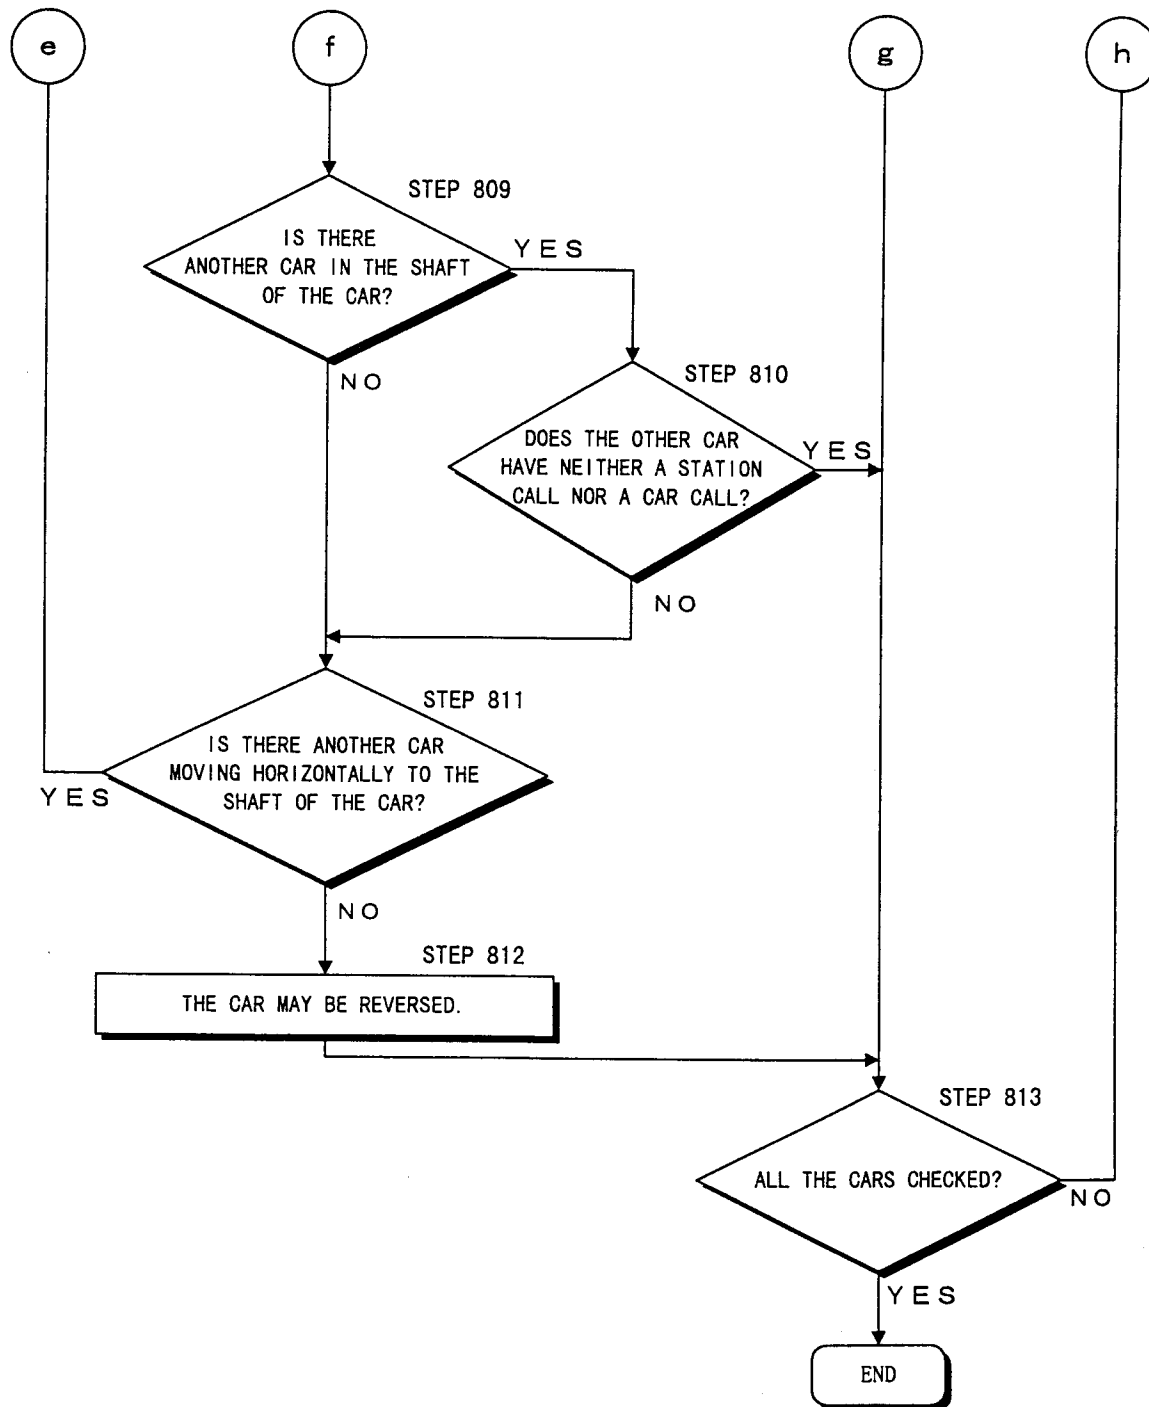 e
f
g
h
STEP 809
IS THERE
ANOTHER CAR IN THE SHAFT
OF THE CAR?
YES
NO
STEP 810
DOES THE OTHER CAR
HAVE NEITHER A STATION
CALL NOR A CAR CALL?
YES
NO
STEP 811
IS THERE ANOTHER CAR
MOVING HORIZONTALLY TO THE
SHAFT OF THE CAR?
YES
NO
STEP 812
THE CAR MAY BE REVERSED.
STEP 813
ALL THE CARS CHECKED?
NO
YES
END